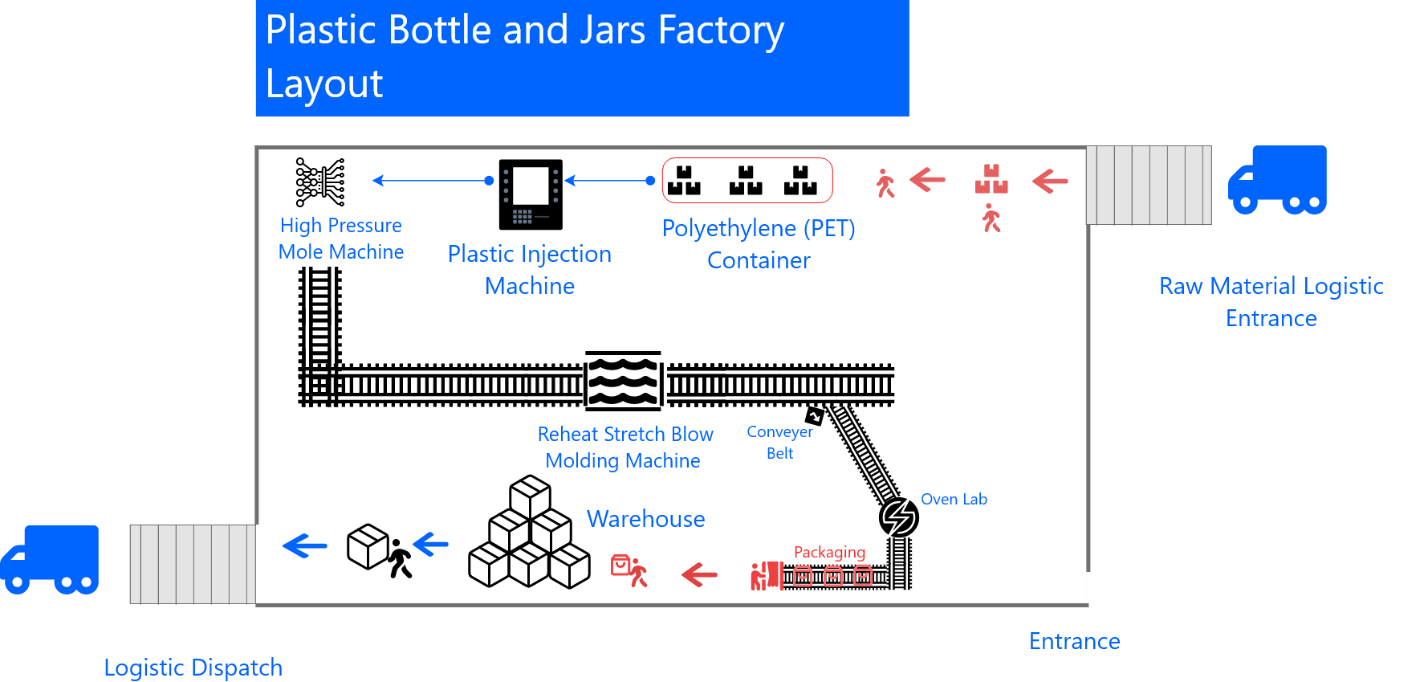 Plastic Bottle and Jars Factory
Layout
High Pressure
Mole Machine
Plastic Injection
Machine
Polyethylene (PET)
Container
Raw Material Logistic
Entrance
Reheat Stretch Blow
Molding Machine
Conveyer
Belt
Oven Lab
Warehouse
Packaging
Entrance
Logistic Dispatch